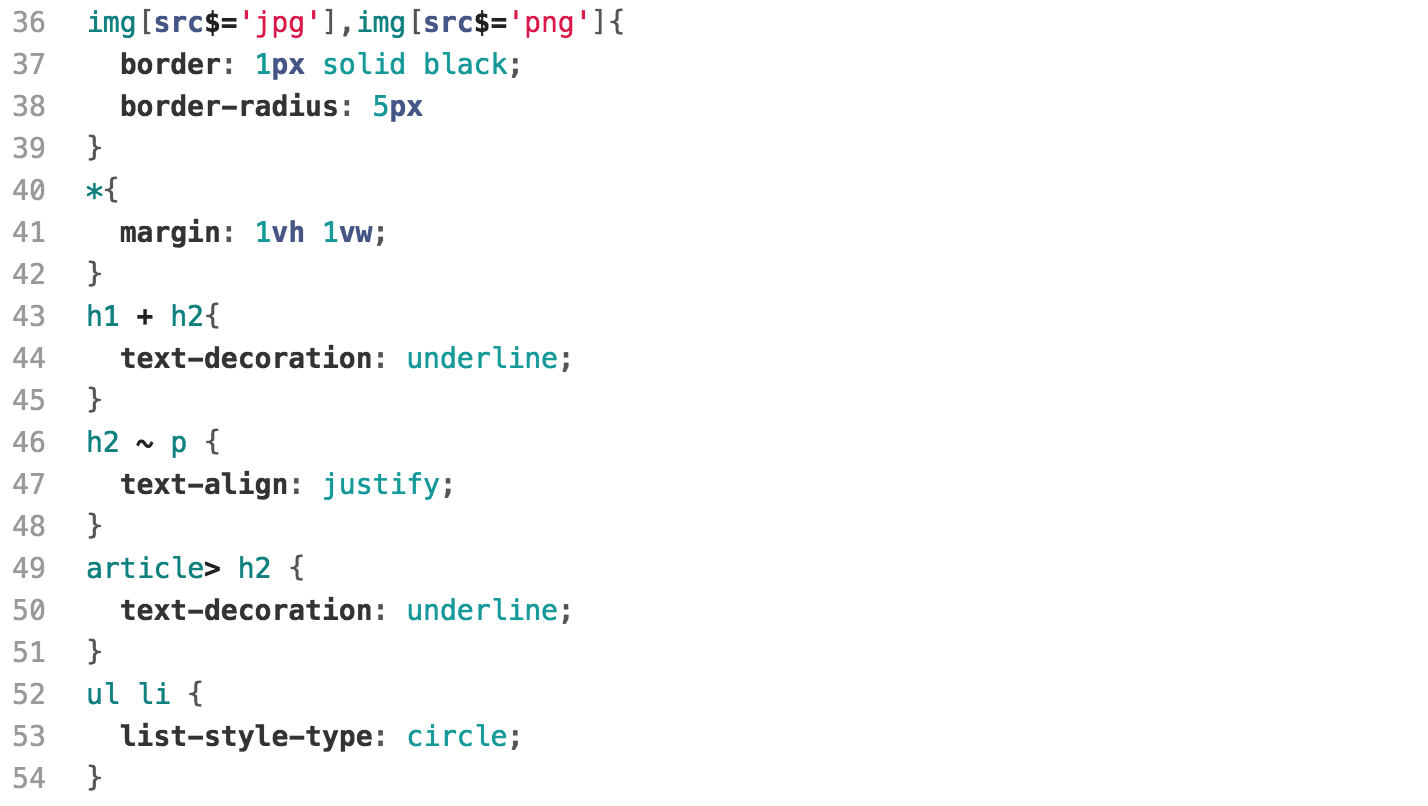 36 img[src$='jpg'],img[src$='png']{
37   border: 1px solid black;
38   border-radius: 5px
39 }
40 *{
41   margin: 1vh 1vw;
42 }
43 h1 + h2{
44   text-decoration: underline;
45 }
46 h2 ~ p {
47   text-align: justify;
48 }
49 article> h2 {
50   text-decoration: underline;
51 }
52 ul li {
53   list-style-type: circle;
54 }